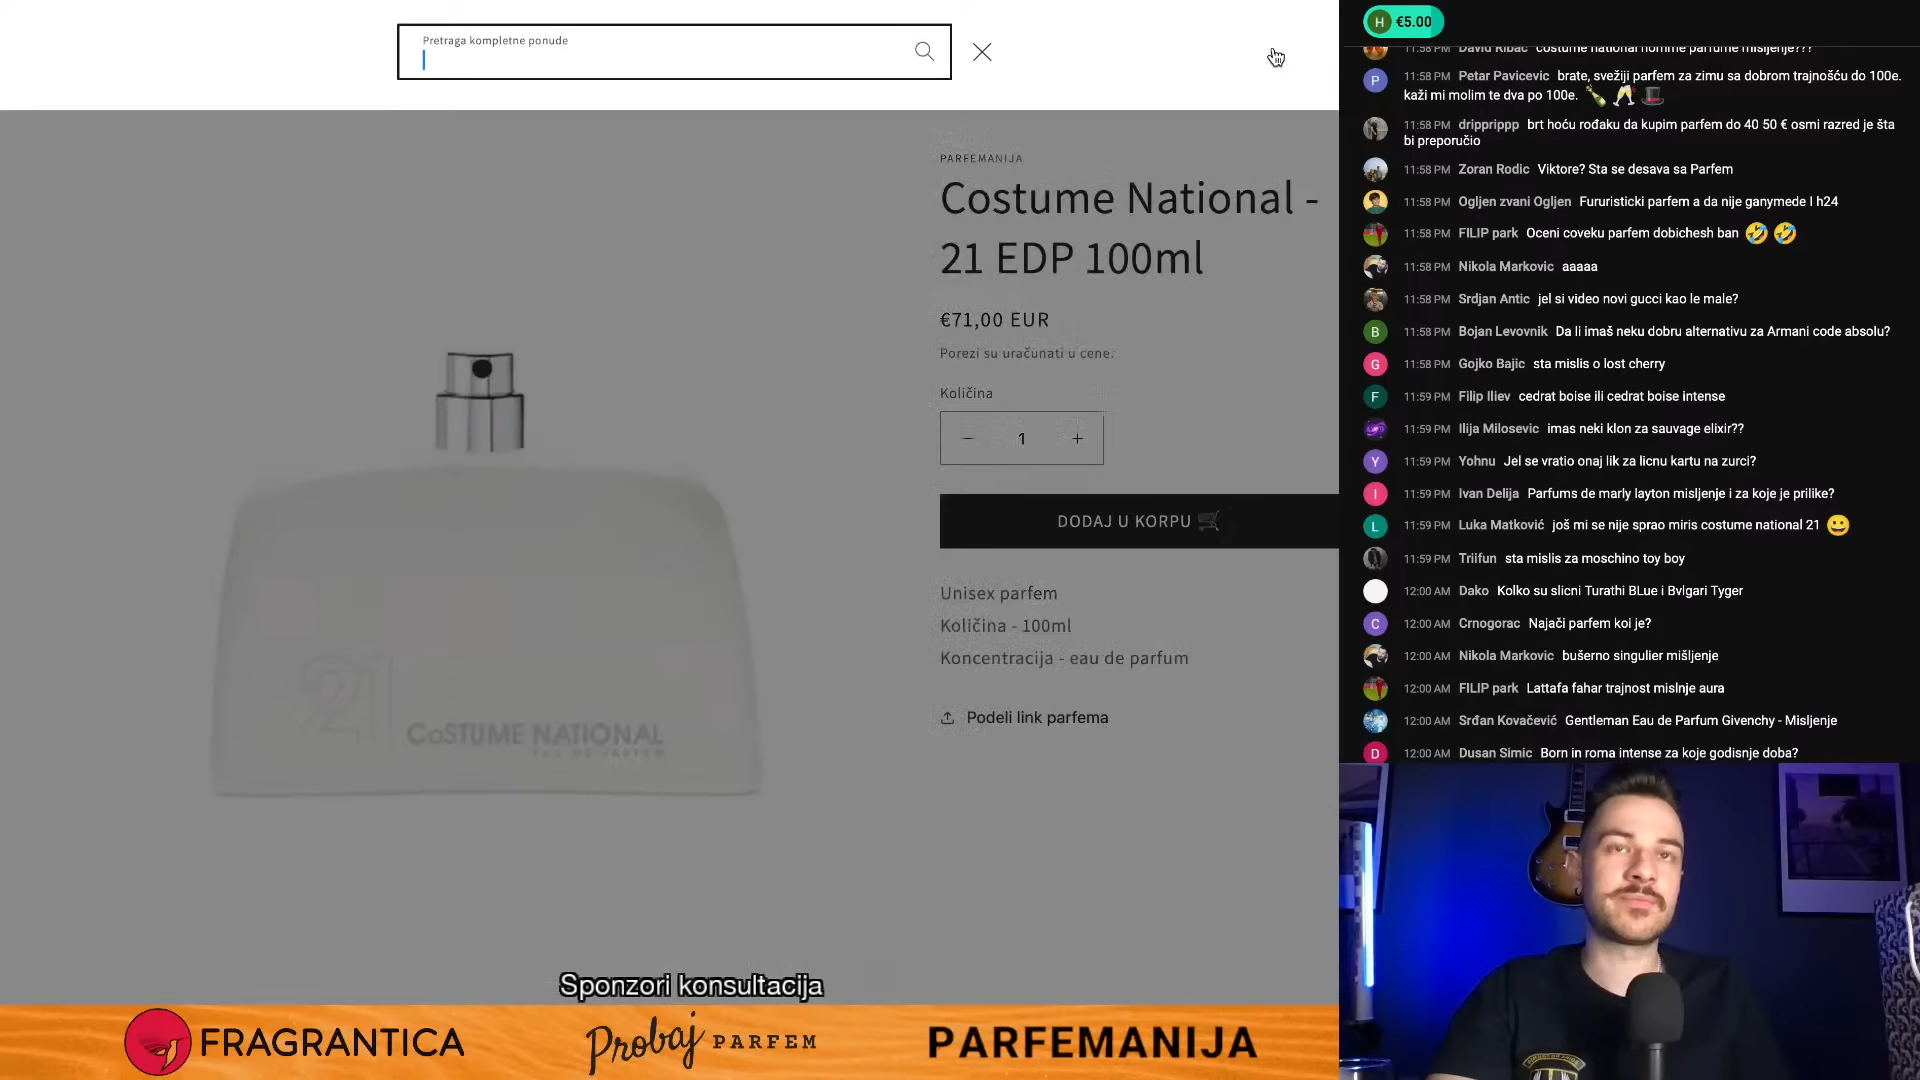 Pretraga kompletne ponude
PARFEMANIJA
Costume National -
21 EDP 100ml
€71,00 EUR
Porezi su uračunati u cene.
Količina
1
DODAJ U KORPU
Unisex parfem
Količina - 100ml
Koncentracija - eau de parfum
Podeli link parfema
21
CoSTUME NATIONAL
EAU DE PARFUM
Sponzori konsultacija
FRAGRANTICA
Probaj PARFEM
PARFEMANIJA
H €5.00
11:58 PM David Ribac costume national homme parfume misljenje???
P 11:58 PM Petar Pavicevic brate, svežiji parfem za zimu sa dobrom trajnošću do 100e.
kaži mi molim te dva po 100e. 🍾 🥂 🎩
11:58 PM dripprippp brt hoću rođaku da kupim parfem do 40 50 € osmi razred je šta
bi preporučio
11:58 PM Zoran Rodic Viktore? Sta se desava sa Parfem
11:58 PM Ogljen zvani Ogljen Fururisticki parfem a da nije ganymede I h24
11:58 PM FILIP park Oceni coveku parfem dobichesh ban 🤣 🤣
11:58 PM Nikola Markovic aaaaa
11:58 PM Srdjan Antic jel si video novi gucci kao le male?
B 11:58 PM Bojan Levovnik Da li imaš neku dobru alternativu za Armani code absolu?
G 11:58 PM Gojko Bajic sta mislis o lost cherry
F 11:59 PM Filip Iliev cedrat boise ili cedrat boise intense
11:59 PM Ilija Milosevic imas neki klon za sauvage elixir??
Y 11:59 PM Yohnu Jel se vratio onaj lik za licnu kartu na zurci?
I 11:59 PM Ivan Delija Parfums de marly layton misljenje i za koje je prilike?
L 11:59 PM Luka Matković još mi se nije sprao miris costume national 21 😀
11:59 PM Triifun sta mislis za moschino toy boy
12:00 AM Dako Kolko su slicni Turathi BLue i Bvlgari Tyger
C 12:00 AM Crnogorac Najači parfem koi je?
12:00 AM Nikola Markovic bušerno singulier mišljenje
12:00 AM FILIP park Lattafa fahar trajnost mislnje aura
12:00 AM Srđan Kovačević Gentleman Eau de Parfum Givenchy - Misljenje
D 12:00 AM Dusan Simic Born in roma intense za koje godisnje doba?